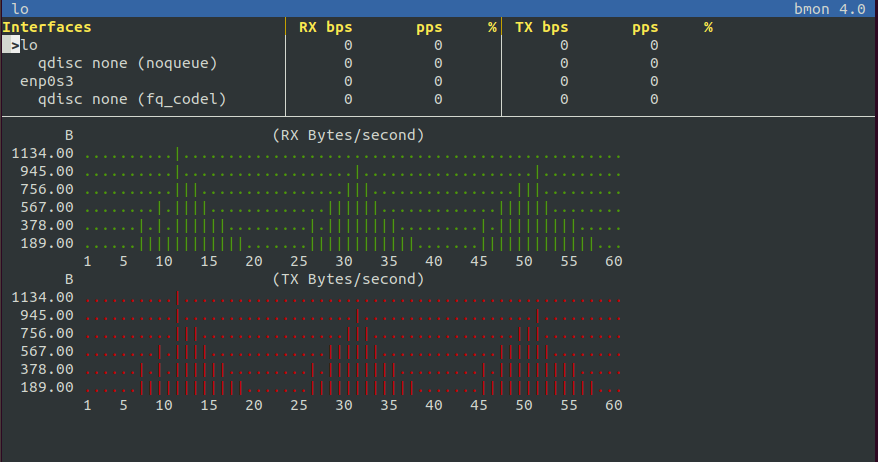 lo bmon 4.0
Interfaces RX bps pps % TX bps pps %
>lo 0 0 0 0
qdisc none (noqueue) 0 0 0 0
enp0s3 0 0 0 0
qdisc none (fq_codel) 0 0 0 0
B (RX Bytes/second)
1134.00 ..........|.................................................
945.00 ..........|...................|...................|.........
756.00 ..........|||................|||................|||.........
567.00 ........|.||||.............||||||.............||||||........
378.00 ......|.|.||||||.........|.||||||||.........|.|||||||||.....
189.00 ......||||||||||||.......||||||||||||.......|||||||||||||...
1 5 10 15 20 25 30 35 40 45 50 55 60
B (TX Bytes/second)
1134.00 ..........|.................................................
945.00 ..........|...................|...................|.........
756.00 ..........|||................|||................|||.........
567.00 ........|.||||.............||||||.............||||||........
378.00 ......|.|.||||||.........|.||||||||.........|.|||||||||.....
189.00 ......||||||||||||.......||||||||||||.......|||||||||||||...
1 5 10 15 20 25 30 35 40 45 50 55 60